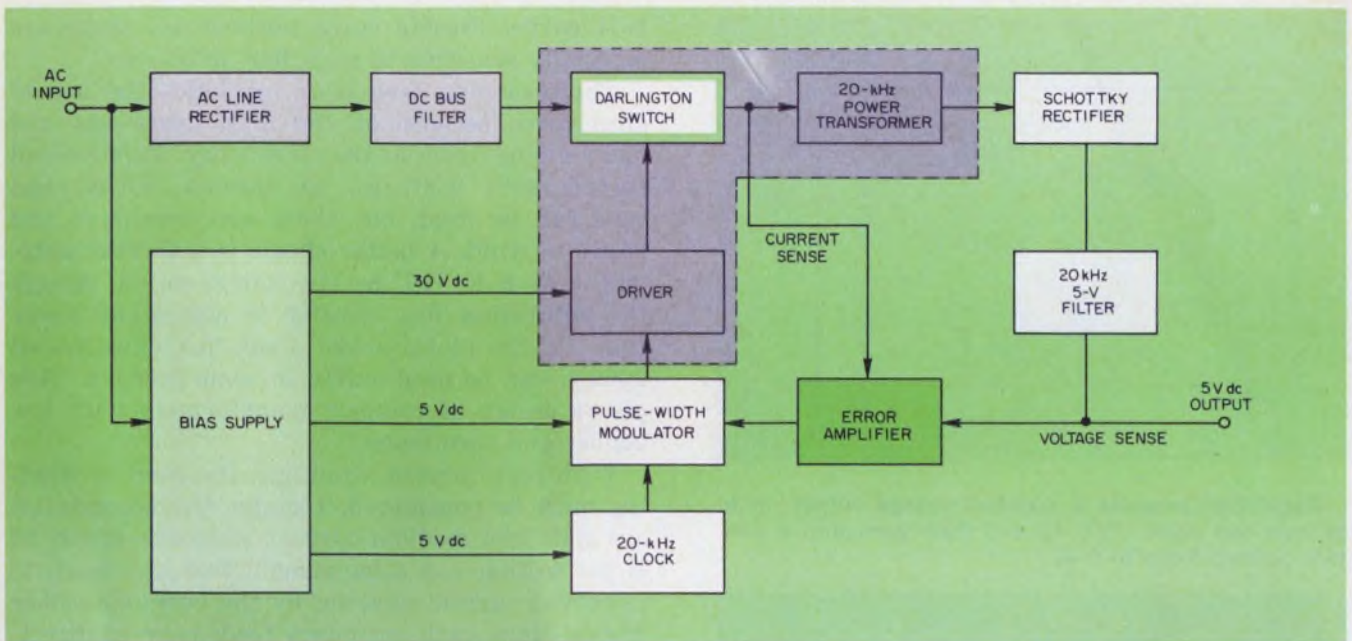 AC
INPUT
AC LINE
RECTIFIER
DC BUS
FILTER
DARLINGTON
SWITCH
20-kHz
POWER
TRANSFORMER
SCHOTTKY
RECTIFIER
CURRENT
SENSE
30 V dc
DRIVER
20 kHz
5-V
FILTER
BIAS SUPPLY
5 V dc
PULSE-WIDTH
MODULATOR
ERROR
AMPLIFIER
5 V dc
OUTPUT
VOLTAGE SENSE
5 V dc
20-kHz
CLOCK